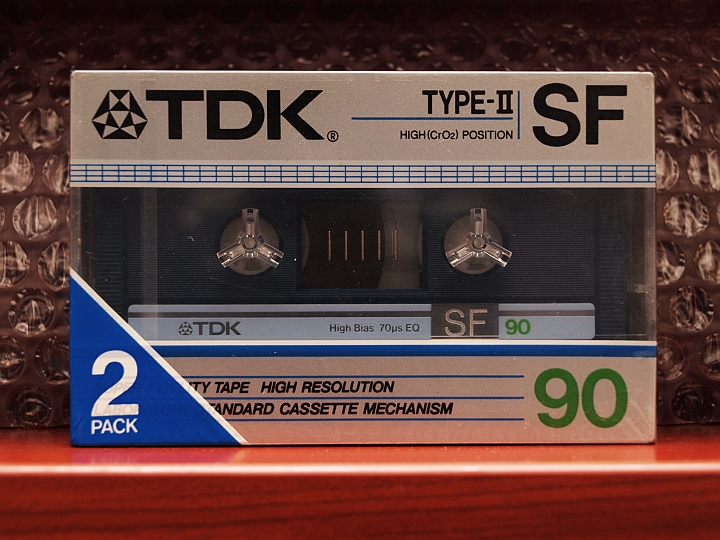 TDK®
TYPE-II
HIGH(CrO2) POSITION
SF
TDK
High Bias 70µs EQ
SF
90
2
PACK
TY TAPE HIGH RESOLUTION
STANDARD CASSETTE MECHANISM
90